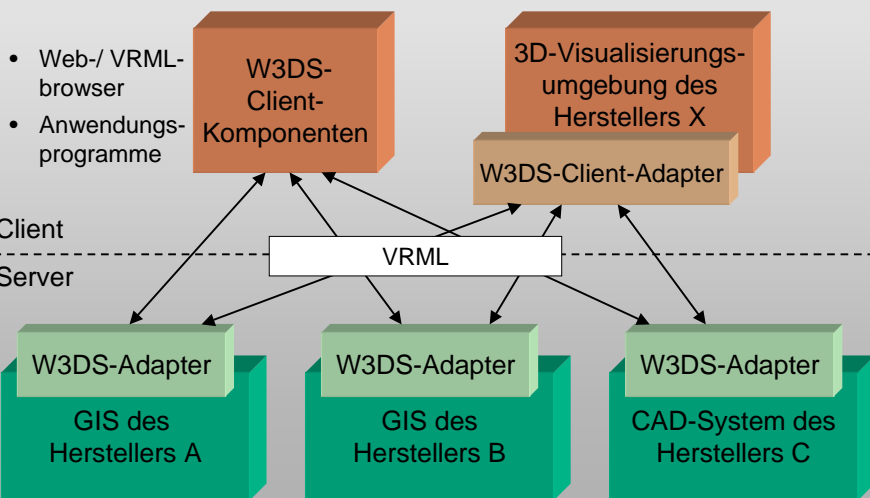 • Web-/ VRML-
browser
• Anwendungs-
programme
W3DS-
Client-
Komponenten
3D-Visualisierungs-
umgebung des
Herstellers X
W3DS-Client-Adapter
Client
VRML
Server
W3DS-Adapter
GIS des
Herstellers A
W3DS-Adapter
GIS des
Herstellers B
W3DS-Adapter
CAD-System des
Herstellers C